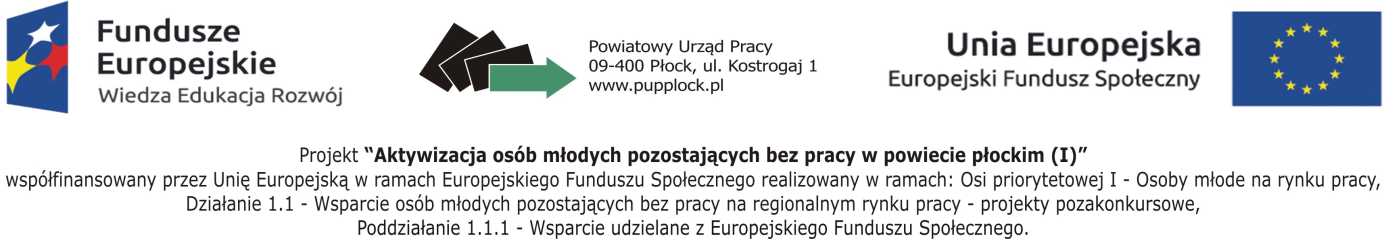 Fundusze
Europejskie
Wiedza Edukacja Rozwój
Powiatowy Urząd Pracy
09-400 Płock, ul. Kostrogaj 1
www.pupplock.pl
Unia Europejska
Europejski Fundusz Społeczny
Projekt “Aktywizacja osób młodych pozostających bez pracy w powiecie płockim (I)”
współfinansowany przez Unię Europejską w ramach Europejskiego Funduszu Społecznego realizowany w ramach: Osi priorytetowej I - Osoby młode na rynku pracy,
Działanie 1.1 - Wsparcie osób młodych pozostających bez pracy na regionalnym rynku pracy - projekty pozakonkursowe,
Poddziałanie 1.1.1 - Wsparcie udzielane z Europejskiego Funduszu Społecznego.